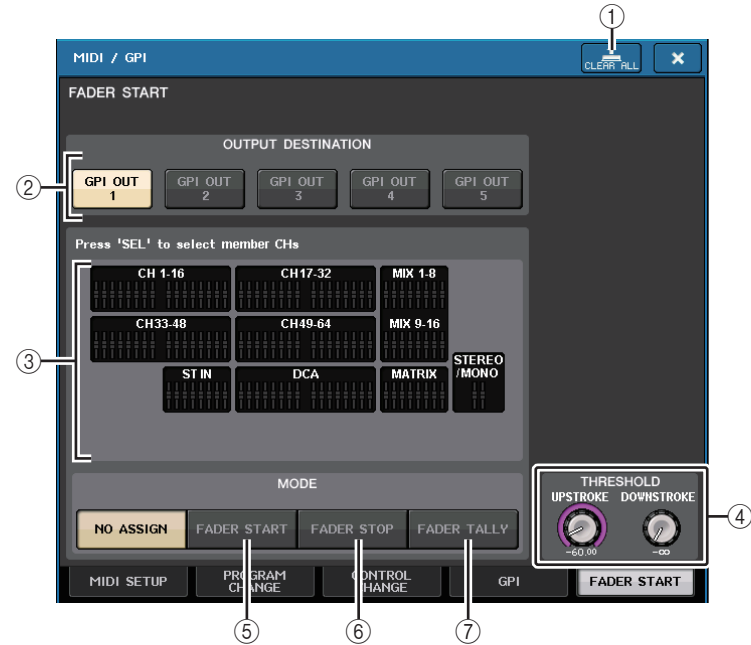 ①
MIDI / GPI
CLEAR ALL
×
FADER START
OUTPUT DESTINATION
②
GPI OUT 1
GPI OUT 2
GPI OUT 3
GPI OUT 4
GPI OUT 5
Press 'SEL' to select member CHs
CH 1-16
CH17-32
MIX 1-8
CH33-48
CH49-64
MIX 9-16
③
ST IN
DCA
MATRIX
STEREO /MONO
MODE
NO ASSIGN
FADER START
FADER STOP
FADER TALLY
THRESHOLD
UPSTROKE
DOWNSTROKE
-60.00
-∞
④
MIDI SETUP
PROGRAM CHANGE
CONTROL CHANGE
GPI
FADER START
⑤
⑥
⑦